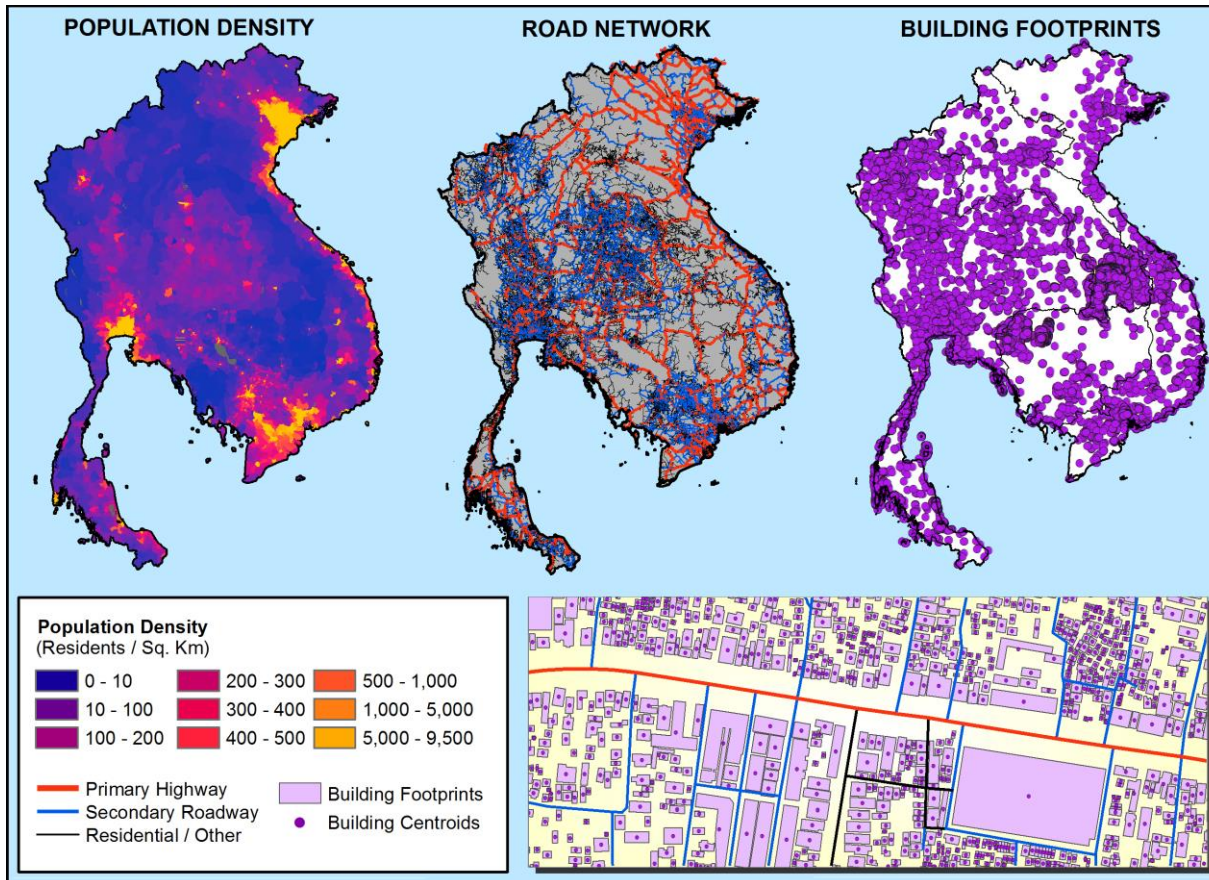 POPULATION DENSITY
ROAD NETWORK
BUILDING FOOTPRINTS
Population Density
(Residents / Sq. Km)
0 - 10
200 - 300
500 - 1,000
10 - 100
300 - 400
1,000 - 5,000
100 - 200
400 - 500
5,000 - 9,500
Primary Highway
Secondary Roadway
Residential / Other
Building Footprints
Building Centroids